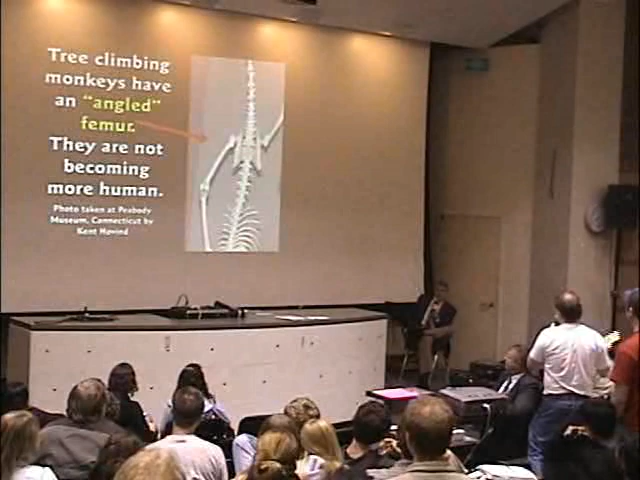 Tree climbing
monkeys have
an "angled"
femur.
They are not
becoming
more human.
Photo taken at Peabody
Museum, Connecticut by
Kent Hovind